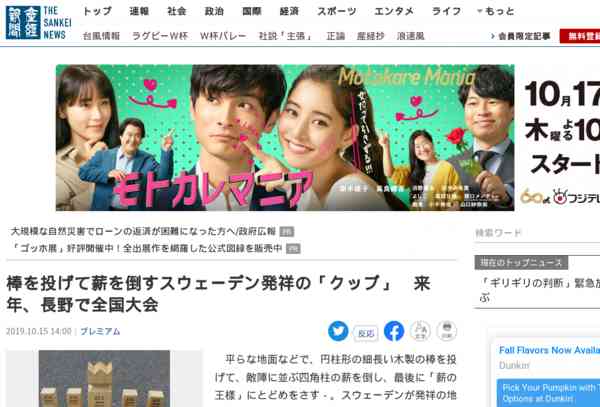 産経新聞
THE SANKEI NEWS
トップ 速報 社会 政治 国際 経済 スポーツ エンタメ ライフ もっと
台風情報 ラグビーW杯 W杯バレー 社説「主張」 正論 産経抄 浪速風 会員限定記事 無料登録
Motokare Mania
モトカレマニア
10月17
木曜よる10
スタート
60
フジテレ
大規模な自然災害でローンの返済が困難になった方へ/政府広報 PR
「ゴッホ展」好評開催中！全出展作を網羅した公式図録を販売中 PR
検索ワード
現在のトップニュース
「ギリギリの判断」緊急放
ぶ
棒を投げて薪を倒すスウェーデン発祥の「クッブ」 来
年、長野で全国大会
2019.10.15 14:00 | プレミアム
反応
文字
印刷
平らな地面などで、円柱形の細長い木製の棒を投
げて、敵陣に並ぶ四角柱の薪を倒し、最後に「薪の
王様」にとどめをさす－。スウェーデンが発祥の地
Fall Flavors Now Availa
Dunkin'
Pick Your Pumpkin with T
Options at Dunkin'.